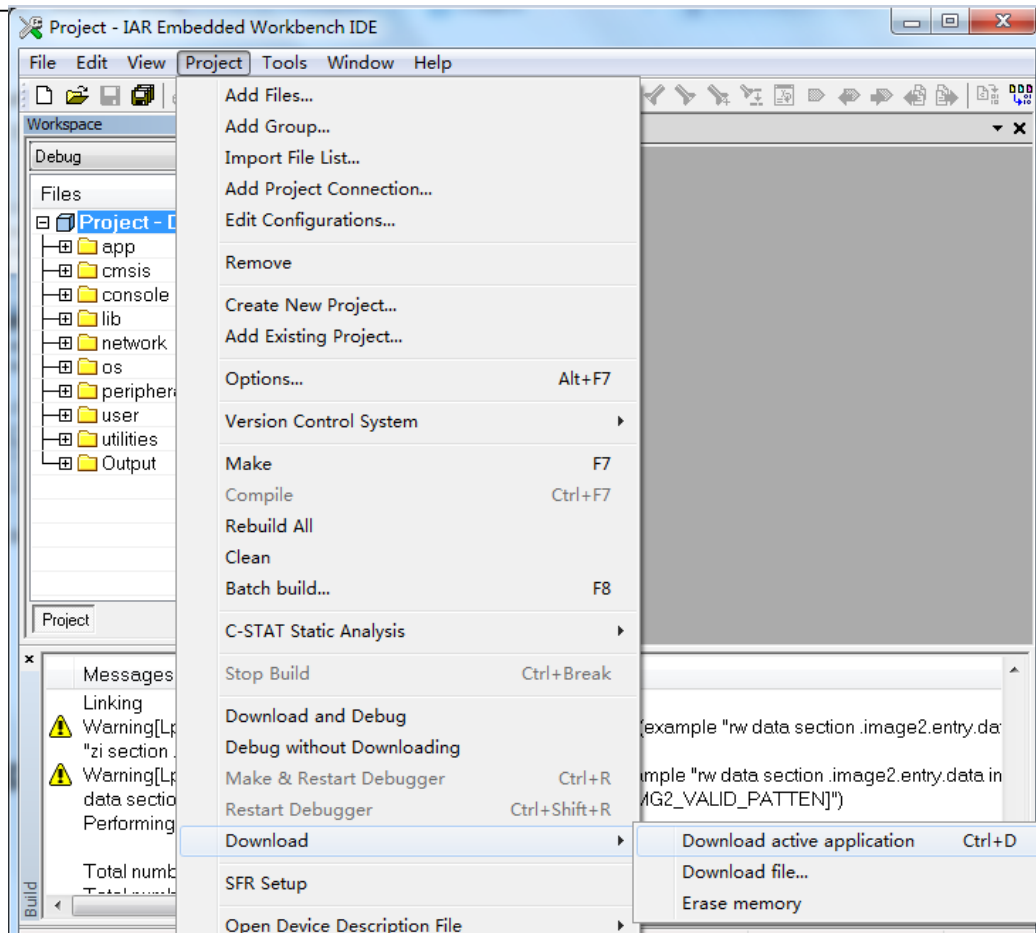 Project - IAR Embedded Workbench IDE
File Edit View Project Tools Window Help
Workspace
Debug
Files
Project - D
app
cmsis
console
lib
network
os
peripher
user
utilities
Output
Project
Add Files...
Add Group...
Import File List...
Add Project Connection...
Edit Configurations...
Remove
Create New Project...
Add Existing Project...
Options... Alt+F7
Version Control System
Make F7
Compile Ctrl+F7
Rebuild All
Clean
Batch build... F8
C-STAT Static Analysis
Stop Build Ctrl+Break
Download and Debug
Debug without Downloading
Make & Restart Debugger Ctrl+R
Restart Debugger Ctrl+Shift+R
Download
SFR Setup
Open Device Description File
Download active application Ctrl+D
Download file...
Erase memory
Messages
Linking
Warning[Lp (example "rw data section .image2.entry.da
"zi section .
Warning[Lp ample "rw data section .image2.entry.data in
data sectio MG2_VALID_PATTEN]")
Performing
Total numb
Build